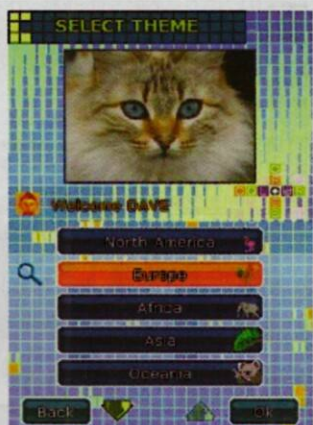 SELECT THEME
Welcome DAVE
North America
Europe
Africa
Asia
Oceania
Back
Ok